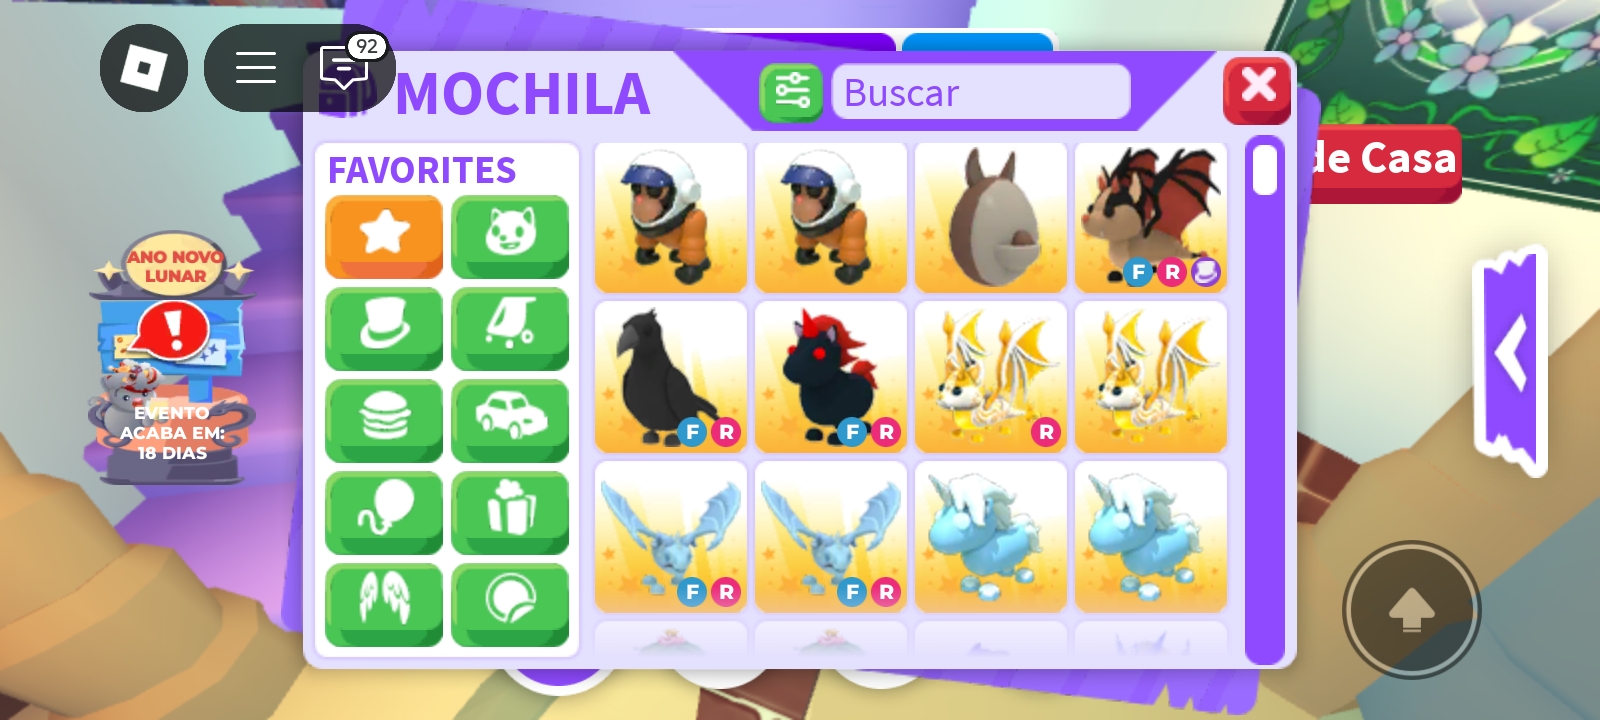 92
MOCHILA
Buscar
FAVORITES
de Casa
ANO NOVO
LUNAR
!
EVENTO
ACABA EM:
18 DIAS
F R
F R
F R
R
F R
F R